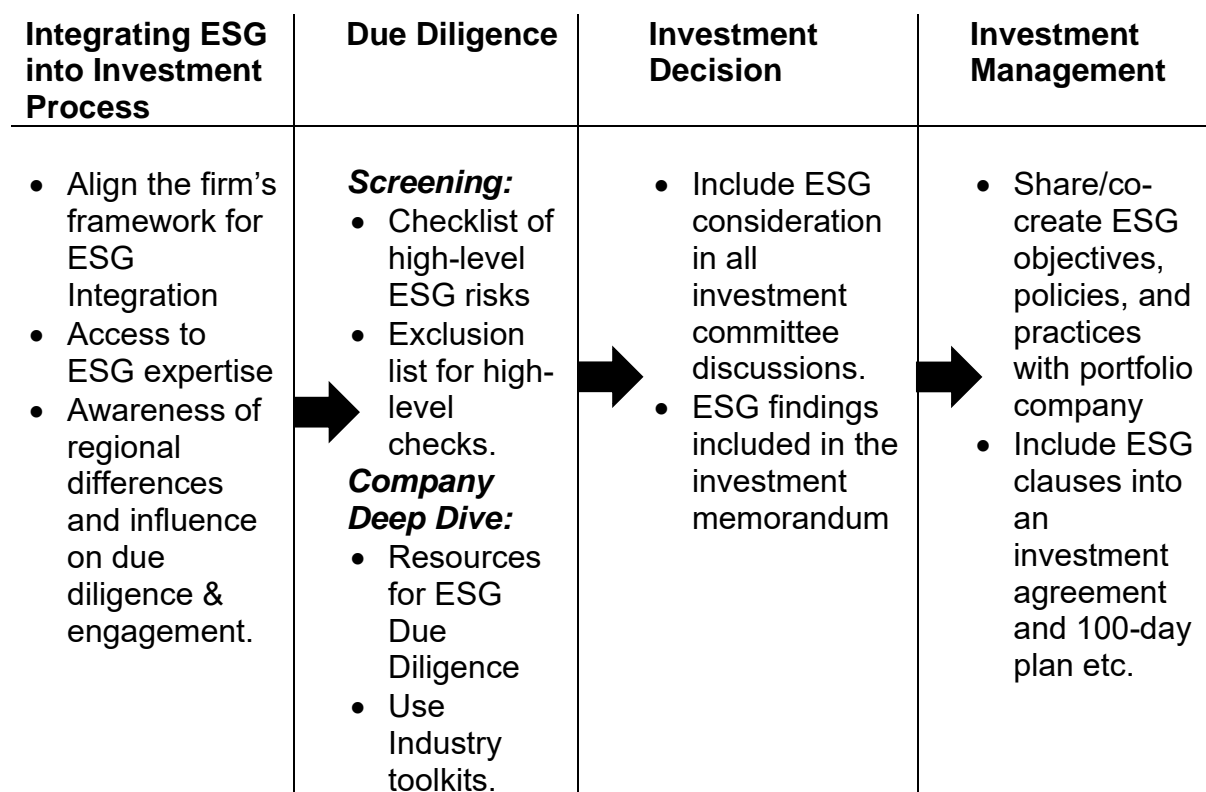 Integrating ESG
into Investment
Process
Due Diligence
Investment
Decision
Investment
Management
• Align the firm's
framework for
ESG
Integration
• Access to
ESG expertise
• Awareness of
regional
differences
and influence
on due
diligence &
engagement.
Screening:
• Checklist of
high-level
ESG risks
• Exclusion
list for high-
level
checks.
Company
Deep Dive:
• Resources
for ESG
Due
Diligence
• Use
Industry
toolkits.
• Include ESG
consideration
in all
investment
committee
discussions.
• ESG findings
included in the
investment
memorandum
• Share/co-
create ESG
objectives,
policies, and
practices
with portfolio
company
• Include ESG
clauses into
an
investment
agreement
and 100-day
plan etc.